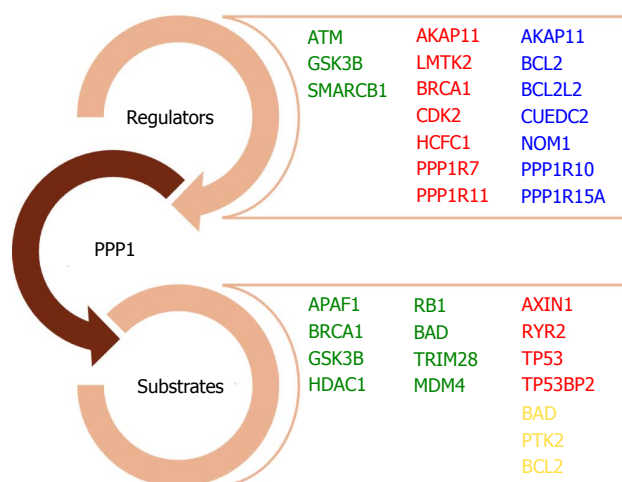 Regulators
ATM
GSK3B
SMARCB1
AKAP11
LMTK2
BRCA1
CDK2
HCFC1
PPP1R7
PPP1R11
AKAP11
BCL2
BCL2L2
CUEDC2
NOM1
PPP1R10
PPP1R15A
PPP1
Substrates
APAF1
BRCA1
GSK3B
HDAC1
RB1
BAD
TRIM28
MDM4
AXIN1
RYR2
TP53
TP53BP2
BAD
PTK2
BCL2